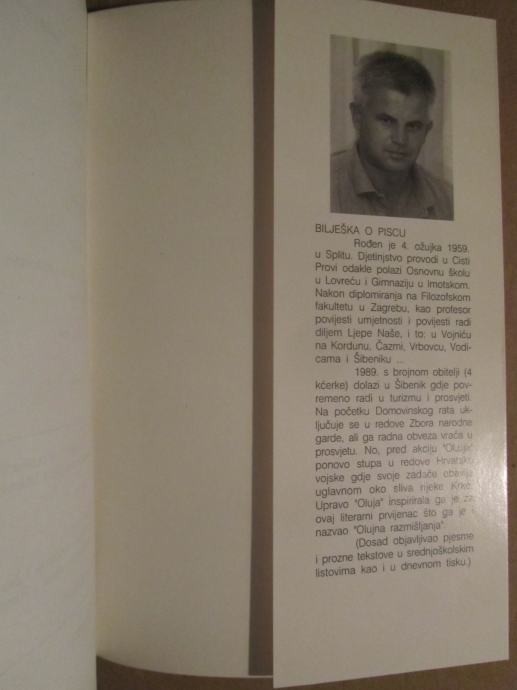 BILJEŠKA O PISCU
Rođen je 4. ožujka 1959.
u Splitu. Djetinjstvo provodi u Cisti
Provi odakle polazi Osnovnu školu
u Lovreću i Gimnaziju u Imotskom.
Nakon diplomiranja na Filozofskom
fakultetu u Zagrebu, kao profesor
povijesti umjetnosti i povijesti radi
diljem Ljepe Naše, i to: u Vojniću
na Kordunu, Čazmi, Vrbovcu, Vodi-
cama i Šibeniku ...
1989. s brojnom obitelji (4
kćerke) dolazi u Šibenik gdje pov-
remeno radi u turizmu i prosvjeti.
Na početku Domovinskog rata uk-
ljučuje se u redove Zbora narodne
garde, ali ga radna obveza vraća u
prosvjetu. No, pred akciju "Oluja"
ponovo stupa u redove Hrvatske
vojske gdje svoje zadaće obavlja
uglavnom oko sliva rijeke Krke.
Upravo "Oluja" inspirirala ga je za
ovaj literarni prvijenac što ga je
nazvao "Olujna razmišljanja".
(Dosad objavljivao pjesme
i prozne tekstove u srednjoškolskim
listovima kao i u dnevnom tisku.)